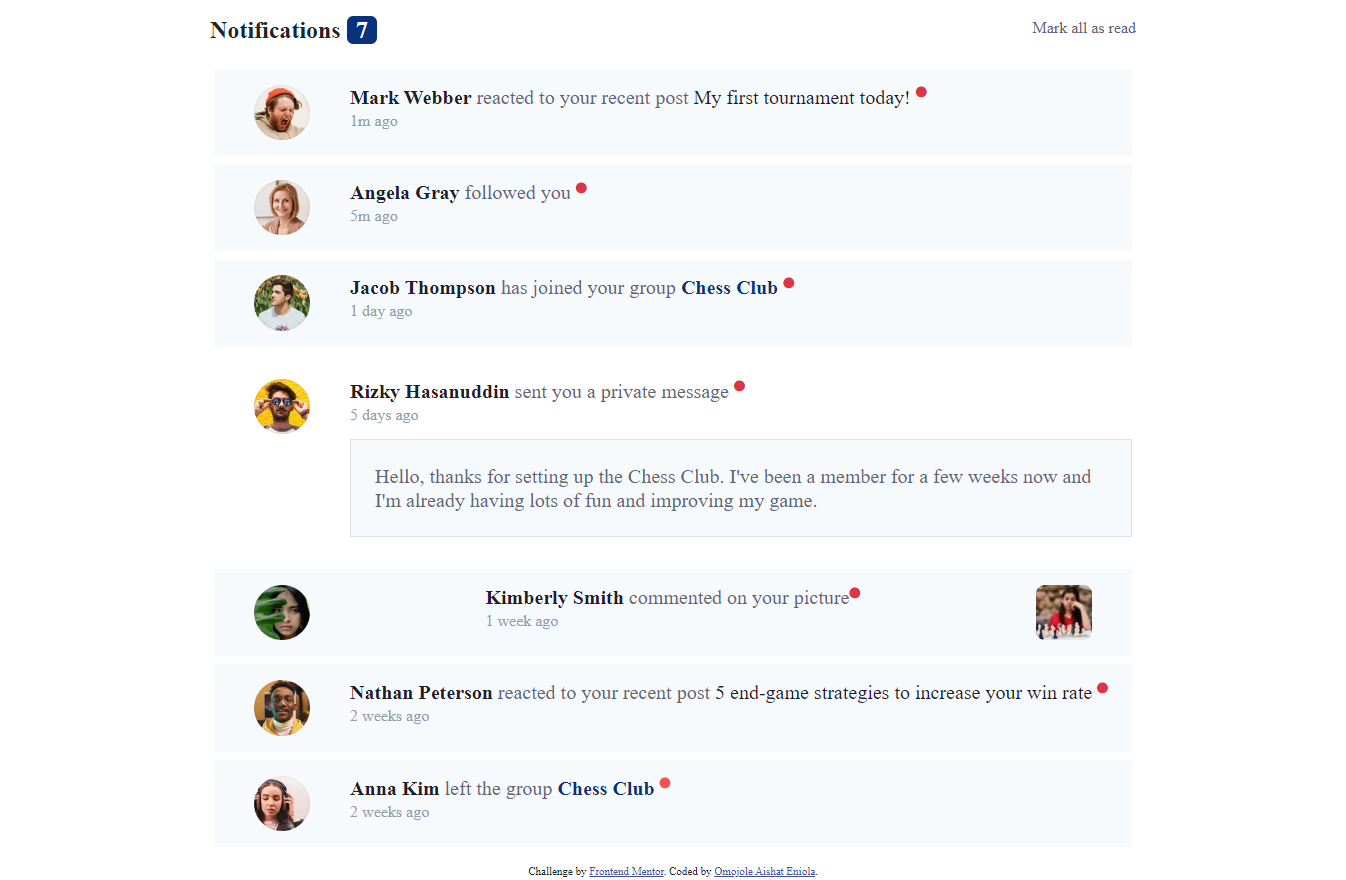 Notifications 7
Mark all as read
Mark Webber reacted to your recent post My first tournament today!
1m ago
Angela Gray followed you
5m ago
Jacob Thompson has joined your group Chess Club
1 day ago
Rizky Hasanuddin sent you a private message
5 days ago
Hello, thanks for setting up the Chess Club. I've been a member for a few weeks now and
I'm already having lots of fun and improving my game.
Kimberly Smith commented on your picture
1 week ago
Nathan Peterson reacted to your recent post 5 end-game strategies to increase your win rate
2 weeks ago
Anna Kim left the group Chess Club
2 weeks ago
Challenge by Frontend Mentor. Coded by Omojole Aishat Eniola.